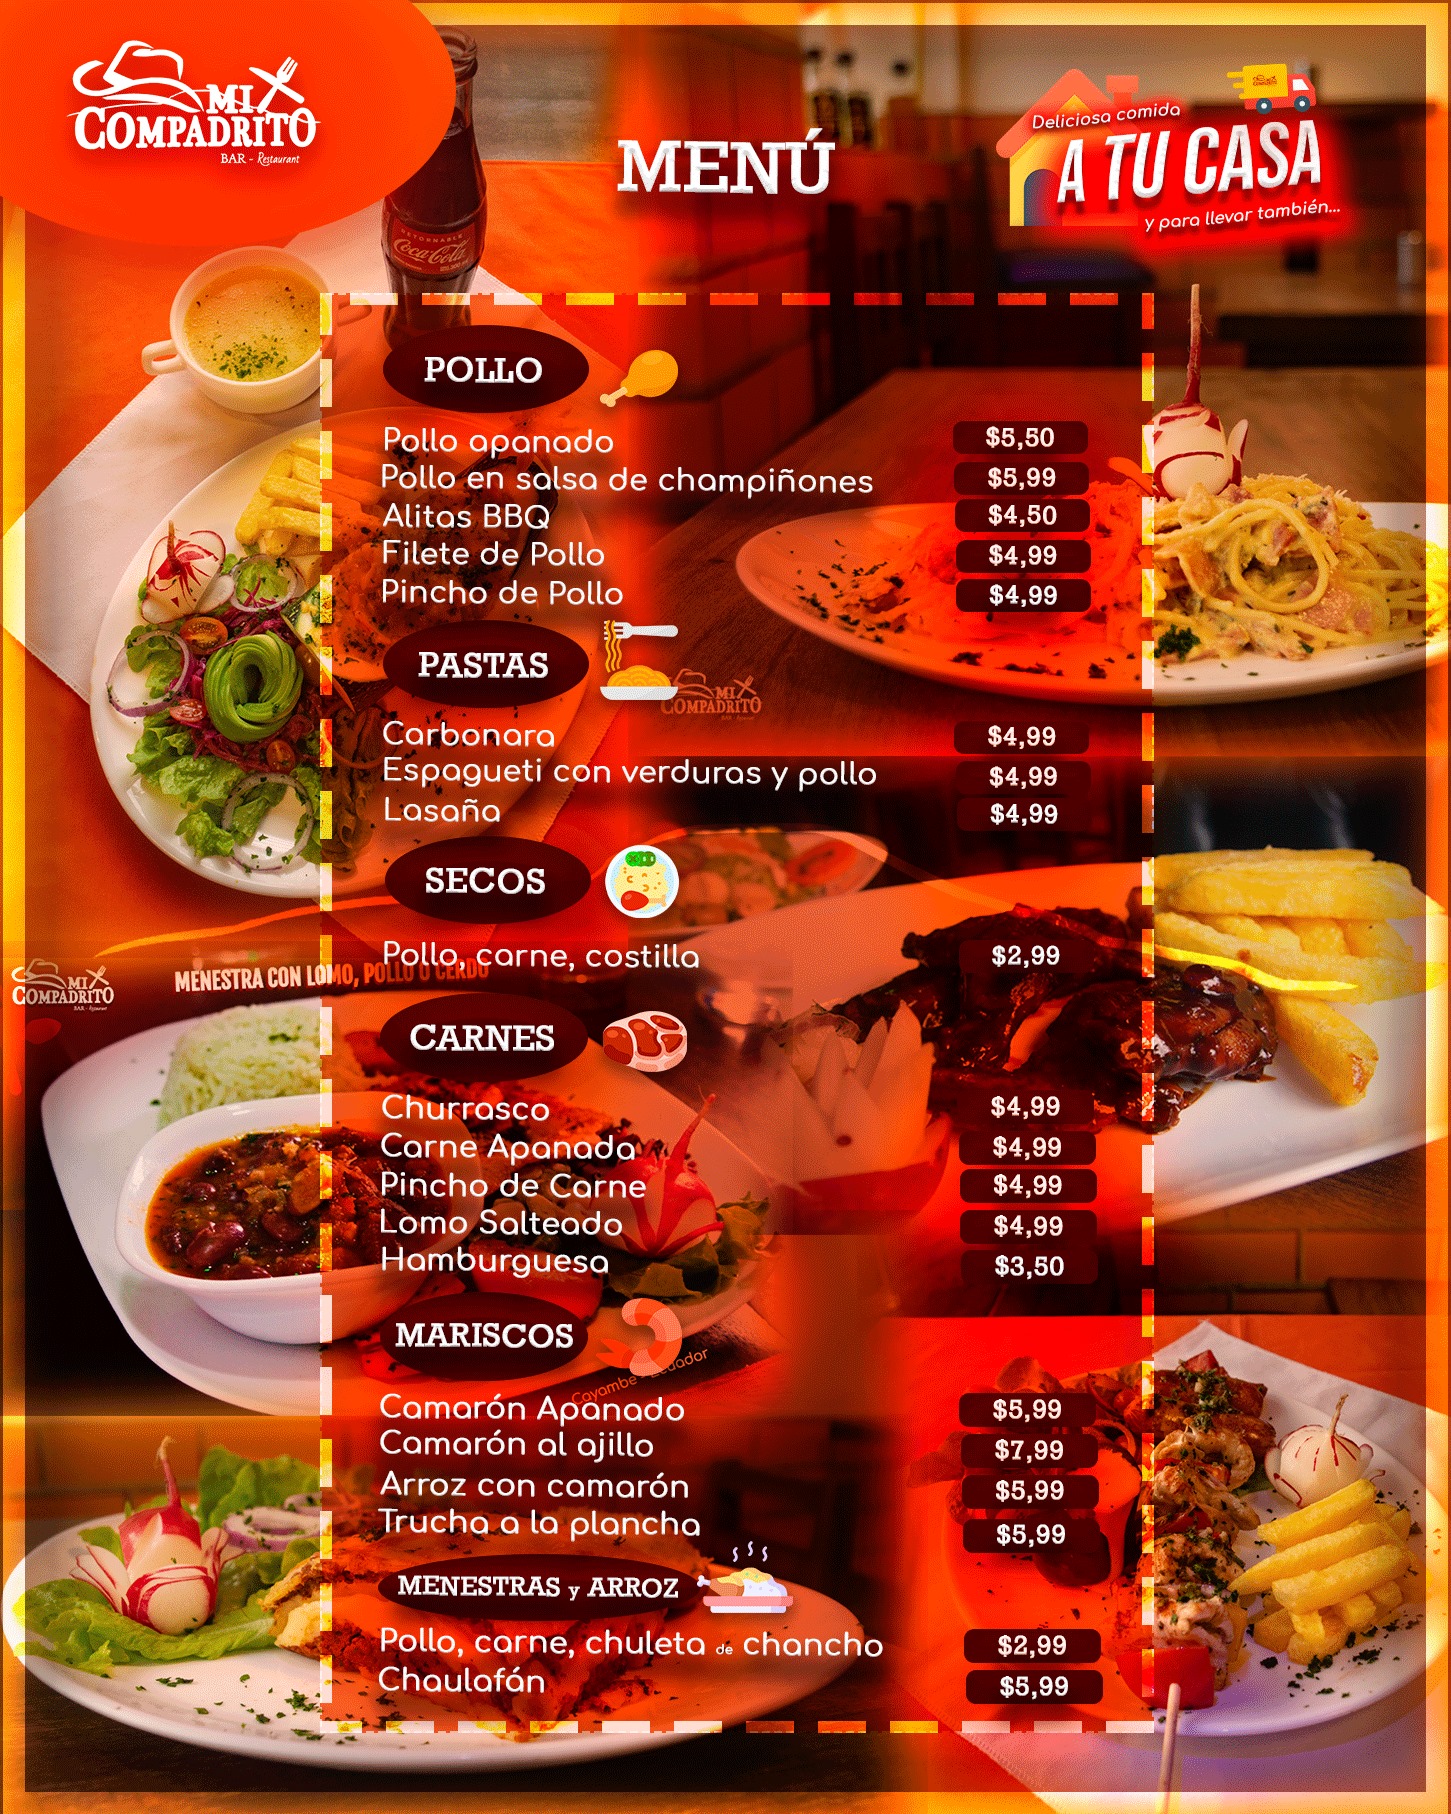 MI
COMPADRITO
BAR - Restaurant
MENÚ
Deliciosa comida
A TU CASA
y para llevar también...
Coca-Cola
POLLO
Pollo apanado $5,50
Pollo en salsa de champiñones $5,99
Alitas BBQ $4,50
Filete de Pollo $4,99
Pincho de Pollo $4,99
PASTAS
MI
COMPADRITO
Carbonara $4,99
Espagueti con verduras y pollo $4,99
Lasaña $4,99
SECOS
Pollo, carne, costilla $2,99
MI
COMPADRITO
MENESTRA CON LOMO, POLLO O CERDO
CARNES
Churrasco $4,99
Carne Apanada $4,99
Pincho de Carne $4,99
Lomo Salteado $4,99
Hamburguesa $3,50
MARISCOS
Cayambe - Ecuador
Camarón Apanado $5,99
Camarón al ajillo $7,99
Arroz con camarón $5,99
Trucha a la plancha $5,99
MENESTRAS y ARROZ
Pollo, carne, chuleta de chancho $2,99
Chaulafán $5,99